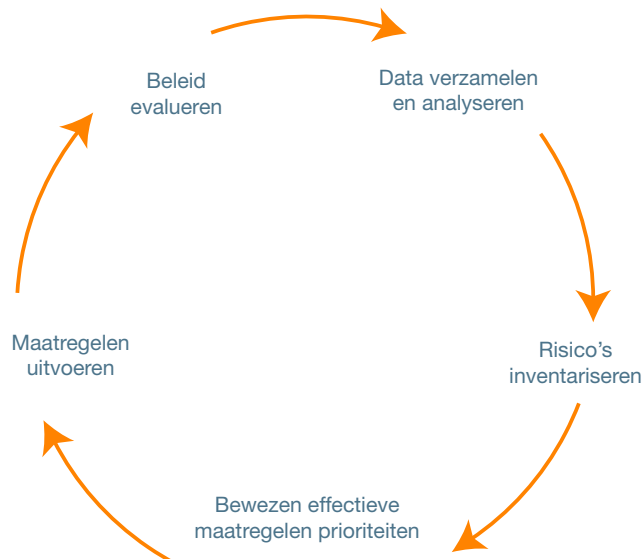 Beleid
evalueren
Data verzamelen
en analyseren
Risico’s
inventariseren
Bewezen effectieve
maatregelen prioriteiten
Maatregelen
uitvoeren